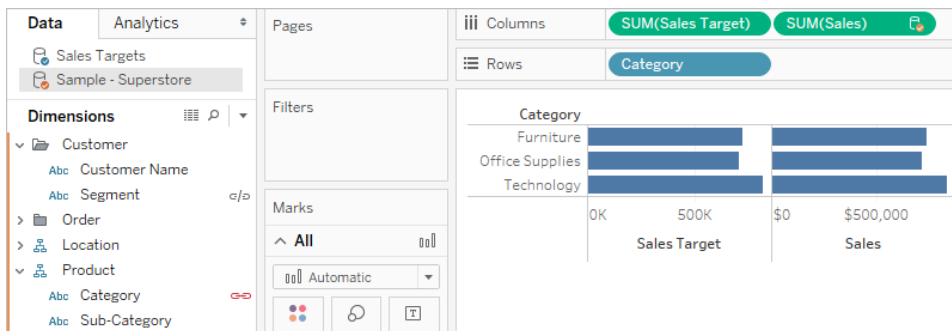 Data Analytics
Sales Targets
Sample - Superstore
Dimensions
Customer
Abc Customer Name
Abc Segment
Order
Location
Product
Abc Category
Abc Sub-Category
Pages
Filters
Marks
All
Automatic
T
Columns SUM(Sales Target) SUM(Sales)
Rows Category
Category
Furniture
Office Supplies
Technology
0K 500K $0 $500,000
Sales Target Sales